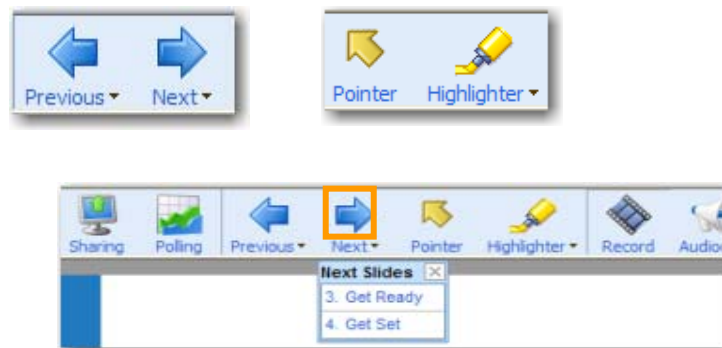 Previous Next
Pointer Highlighter
Sharing Polling Previous Next Pointer Highlighter Record
Next Slides
3. Get Ready
4. Get Set